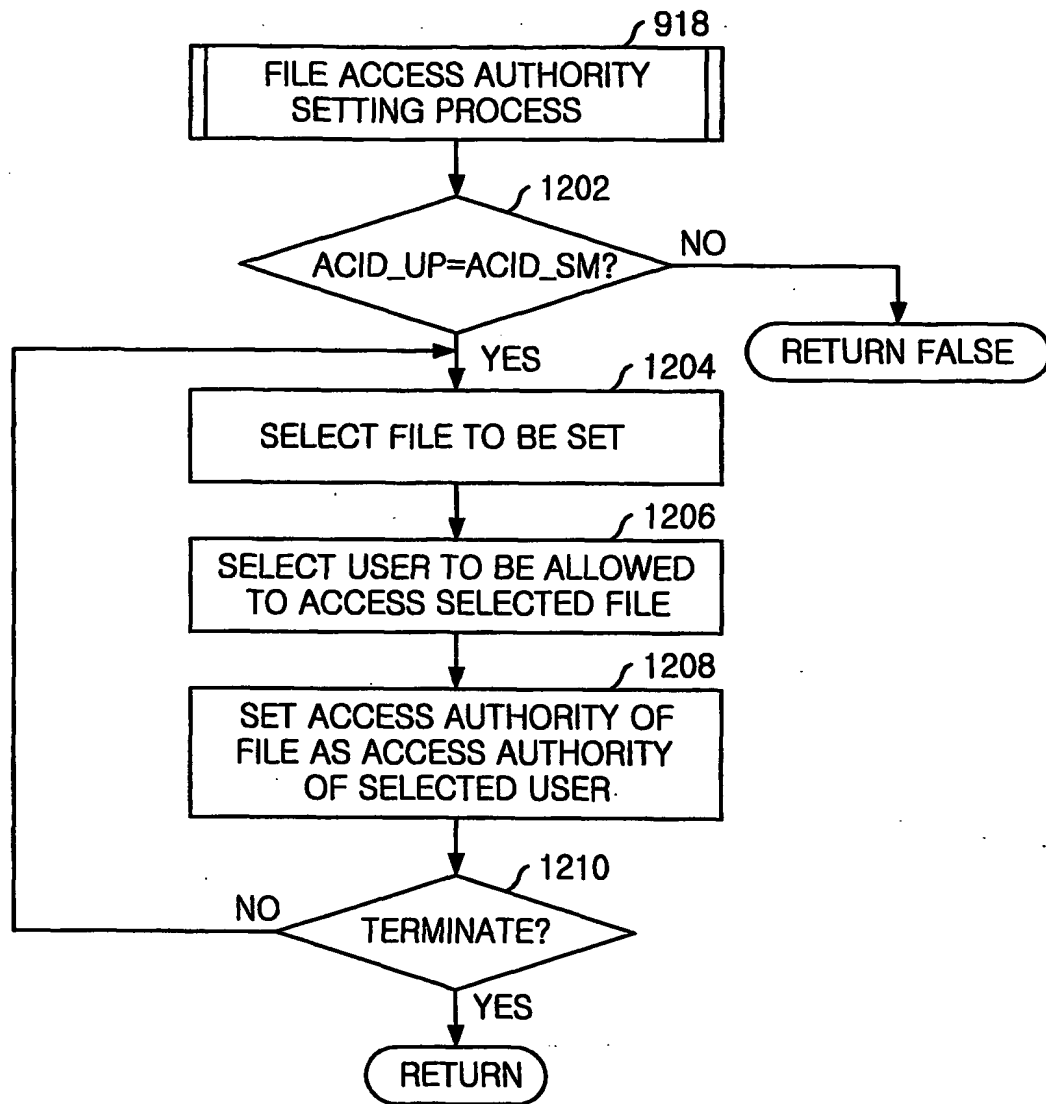 918
FILE ACCESS AUTHORITY
SETTING PROCESS
1202
ACID_UP=ACID_SM?
NO
RETURN FALSE
YES
1204
SELECT FILE TO BE SET
1206
SELECT USER TO BE ALLOWED
TO ACCESS SELECTED FILE
1208
SET ACCESS AUTHORITY OF
FILE AS ACCESS AUTHORITY
OF SELECTED USER
1210
NO
TERMINATE?
YES
RETURN